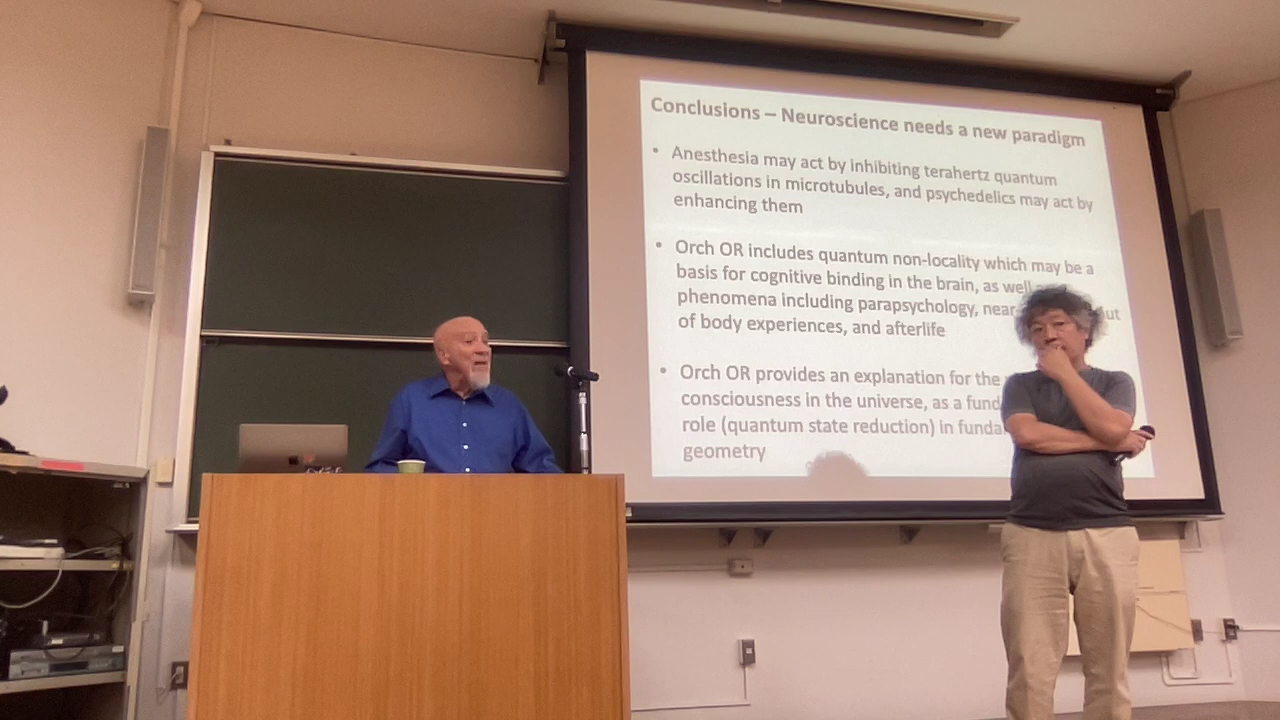 Conclusions – Neuroscience needs a new paradigm
• Anesthesia may act by inhibiting terahertz quantum
oscillations in microtubules, and psychedelics may act by
enhancing them
• Orch OR includes quantum non-locality which may be a
basis for cognitive binding in the brain, as well
phenomena including parapsychology, near
of body experiences, and afterlife
• Orch OR provides an explanation for the
consciousness in the universe, as a
role (quantum state reduction) in
geometry